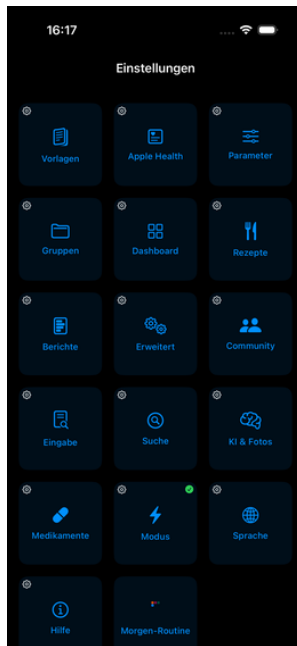 16:17
Einstellungen
Vorlagen
Apple Health
Parameter
Gruppen
Dashboard
Rezepte
Berichte
Erweitert
Community
Eingabe
Suche
KI & Fotos
Medikamente
Modus
Sprache
Hilfe
Morgen-Routine